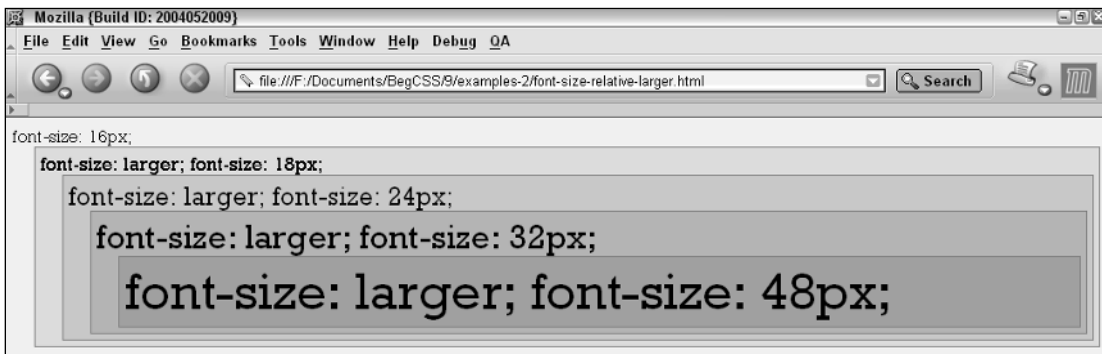 Mozilla {Build ID: 2004052009}
File Edit View Go Bookmarks Tools Window Help Debug QA
file:///F:/Documents/BegCSS/9/examples-2/font-size-relative-larger.html Search
font-size: 16px;
font-size: larger; font-size: 18px;
font-size: larger; font-size: 24px;
font-size: larger; font-size: 32px;
font-size: larger; font-size: 48px;